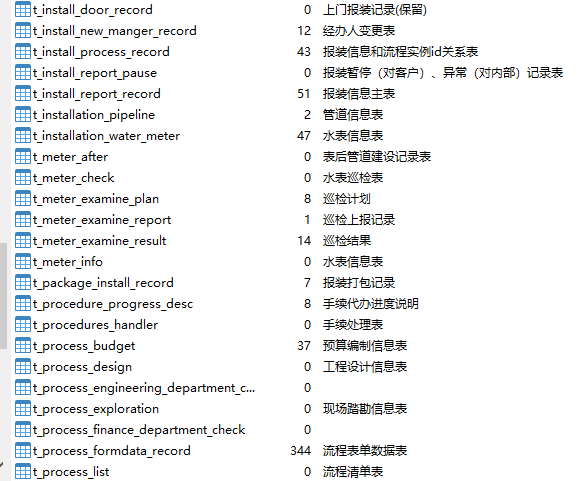 t_install_door_record 0 上门报装记录(保留)
t_install_new_manger_record 12 经办人变更表
t_install_process_record 43 报装信息和流程实例id关系表
t_install_report_pause 0 报装暂停（对客户）、异常（对内部）记录表
t_install_report_record 51 报装信息主表
t_installation_pipeline 2 管道信息表
t_installation_water_meter 47 水表信息表
t_meter_after 0 表后管道建设记录表
t_meter_check 0 水表巡检表
t_meter_examine_plan 8 巡检计划
t_meter_examine_report 1 巡检上报记录
t_meter_examine_result 14 巡检结果
t_meter_info 0 水表信息表
t_package_install_record 7 报装打包记录
t_procedure_progress_desc 8 手续代办进度说明
t_procedures_handler 0 手续处理表
t_process_budget 37 预算编制信息表
t_process_design 0 工程设计信息表
t_process_engineering_department_c... 0
t_process_exploration 0 现场踏勘信息表
t_process_finance_department_check 0
t_process_formdata_record 344 流程表单数据表
t_process_list 0 流程清单表